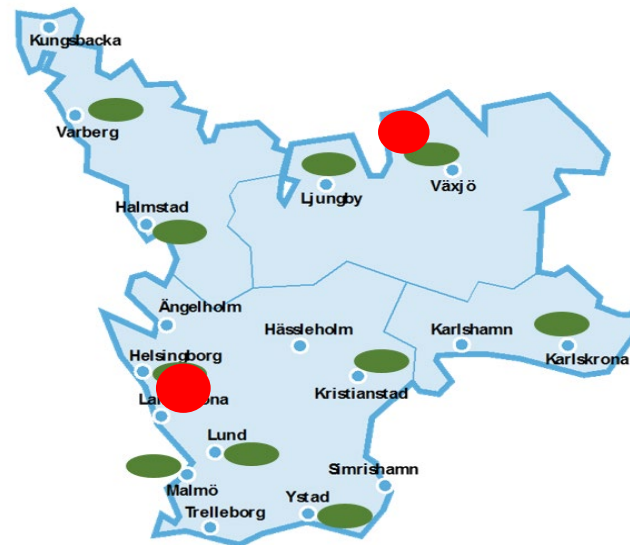 Kungsbacka
Varberg
Växjö
Ljungby
Halmstad
Ängelholm
Hässleholm
Karlshamn
Karlskrona
Helsingborg
Kristianstad
Lund
Simrishamn
Malmö
Ystad
Trelleborg